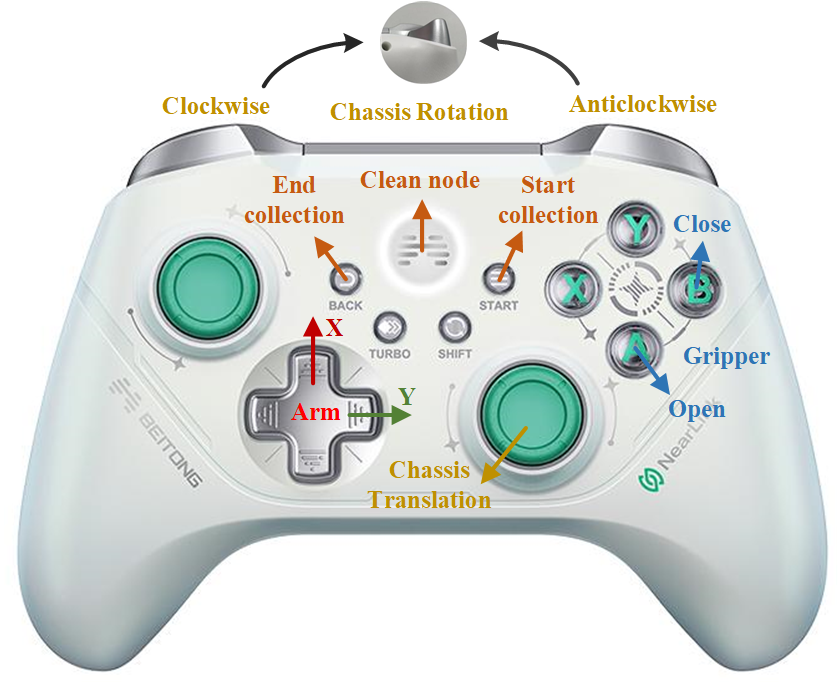 Clockwise
Chassis Rotation
Anticlockwise
End
collection
Clean node
Start
collection
Y
Close
X
B
BACK
START
X
TURBO
SHIFT
A
Gripper
Arm
Y
Open
BEITONG
NearLink
Chassis
Translation